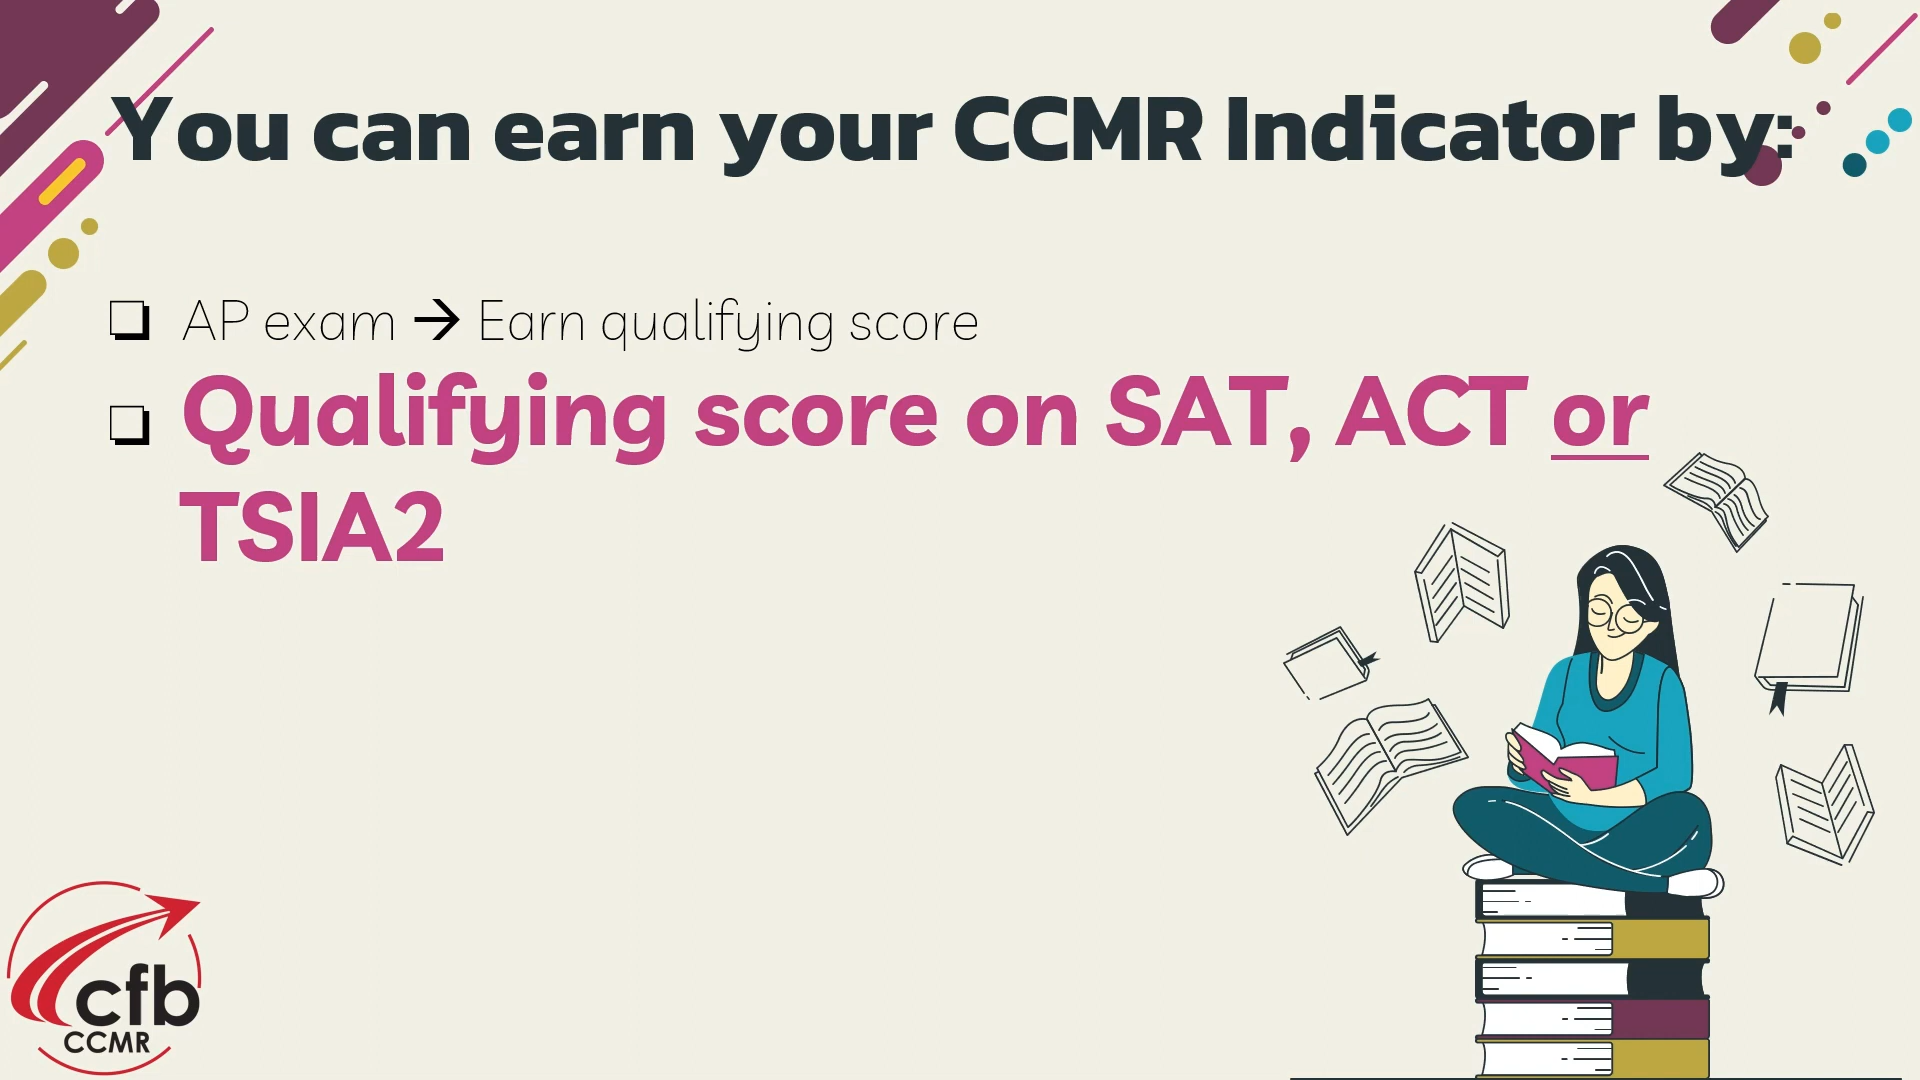 You can earn your CCMR Indicator by:
❏ AP exam → Earn qualifying score
❏ Qualifying score on SAT, ACT or
TSIA2
cfb
CCMR